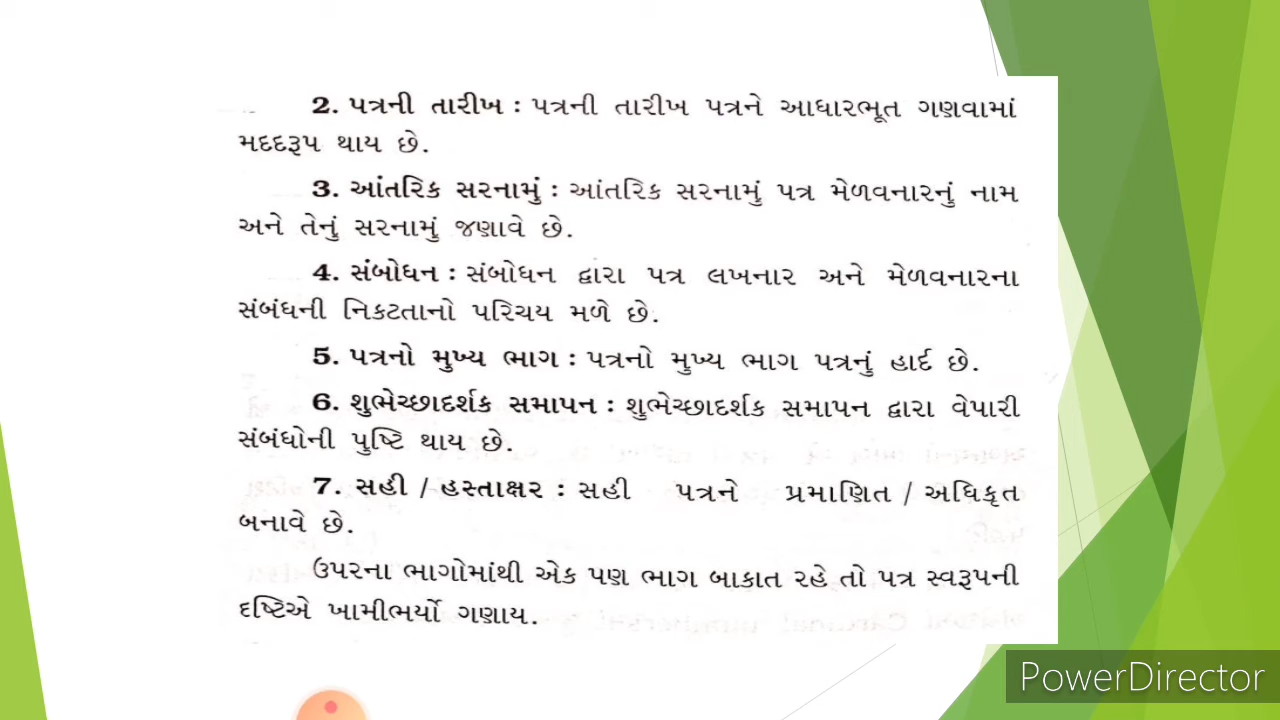 2. પત્રની તારીખ : પત્રની તારીખ પત્રને આધારભૂત ગણવામાં
મદદરૂપ થાય છે.
3. આંતરિક સરનામું : આંતરિક સરનામું પત્ર મેળવનારનું નામ
અને તેનું સરનામું જણાવે છે.
4. સંબોધન : સંબોધન દ્વારા પત્ર લખનાર અને મેળવનારના
સંબંધની નિકટતાનો પરિચય મળે છે.
5. પત્રનો મુખ્ય ભાગ : પત્રનો મુખ્ય ભાગ પત્રનું હાર્દ છે.
6. શુભેચ્છાદર્શક સમાપન : શુભેચ્છાદર્શક સમાપન દ્વારા વેપારી
સંબંધોની પુષ્ટિ થાય છે.
7. સહી / હસ્તાક્ષર : સહી પત્રને પ્રમાણિત / અધિકૃત
બનાવે છે.
ઉપરના ભાગોમાંથી એક પણ ભાગ બાકાત રહે તો પત્ર સ્વરૂપની
દૃષ્ટિએ ખામીભર્યો ગણાય.
PowerDirector